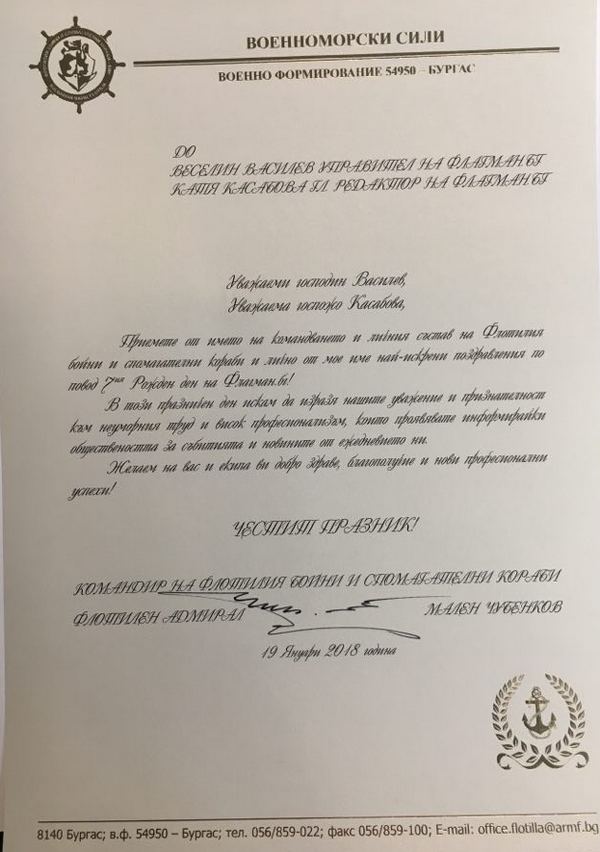 ВОЕННОМОРСКИ СИЛИ
ВОЕННО ФОРМИРОВАНИЕ 54950 – БУРГАС
ДО
ВЕСЕЛИН ВАСИЛЕВ УПРАВИТЕЛ НА ФЛАГМАН.БГ
КАТЯ КАСАБОВА ГЛ. РЕДАКТОР НА ФЛАГМАН.БГ
Уважаеми господин Василев,
Уважаема госпожо Касабова,
Приемете от името на командването и личния състав на Флотилия
бойни и спомагателни кораби и лично от мое име най-искрени поздравления по
повод 7ия Рожден ден на Флагман.бг!
В този празничен ден искам да изразя нашите уважение и признателност
към неуморния труд и висок професионализъм, които проявявате информирайки
обществеността за събитията и новините от ежедневието ни.
Желаем на вас и екипа ви добро здраве, благополучие и нови професионални
успехи!
ЧЕСТИТ ПРАЗНИК!
КОМАНДИР НА ФЛОТИЛИЯ БОЙНИ И СПОМАГАТЕЛНИ КОРАБИ
ФЛОТИЛЕН АДМИРАЛ МАЛЕН ЧУБЕНКОВ
19 Януари 2018 година
8140 Бургас; в.ф. 54950 – Бургас; тел. 056/859-022; факс 056/859-100; E-mail: office.flotilla@armf.bg